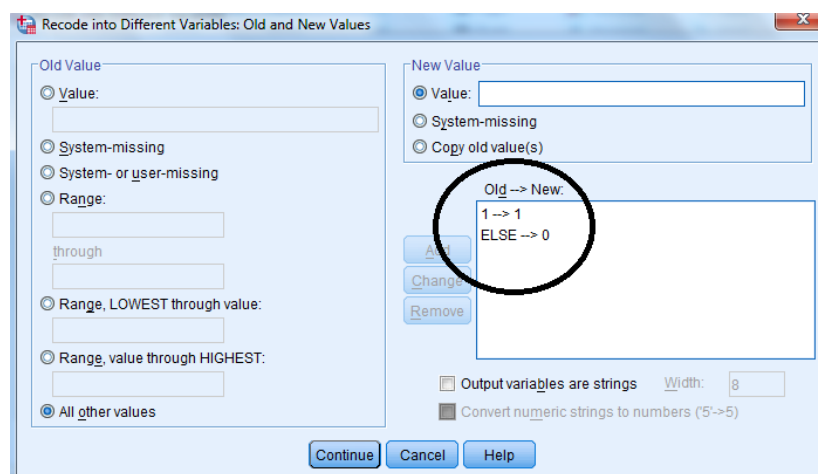 Recode into Different Variables: Old and New Values
Old Value
Value:
System-missing
System- or user-missing
Range:
through
Range, LOWEST through value:
Range, value through HIGHEST:
All other values
New Value
Value:
System-missing
Copy old value(s)
Old --> New:
1 --> 1
ELSE --> 0
Add
Change
Remove
Output variables are strings
Width:
8
Convert numeric strings to numbers ('5'->5)
Continue
Cancel
Help